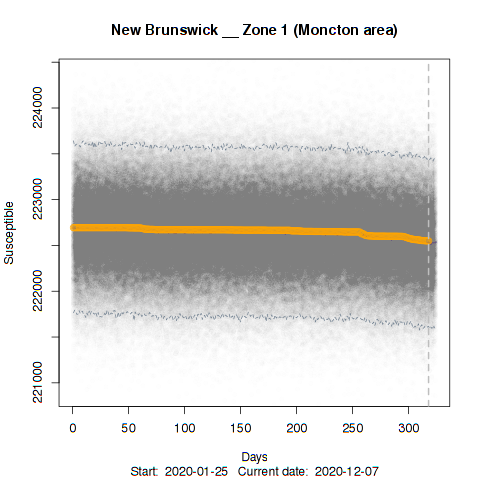 New Brunswick __ Zone 1 (Moncton area)
224000
223000
222000
221000
Susceptible
0 50 100 150 200 250 300
Days
Start: 2020-01-25 Current date: 2020-12-07